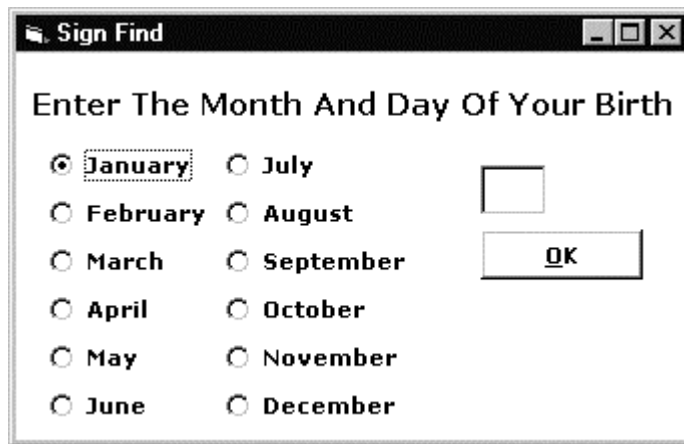 Sign Find
Enter The Month And Day Of Your Birth
January
February
March
April
May
June
July
August
September
October
November
December
OK